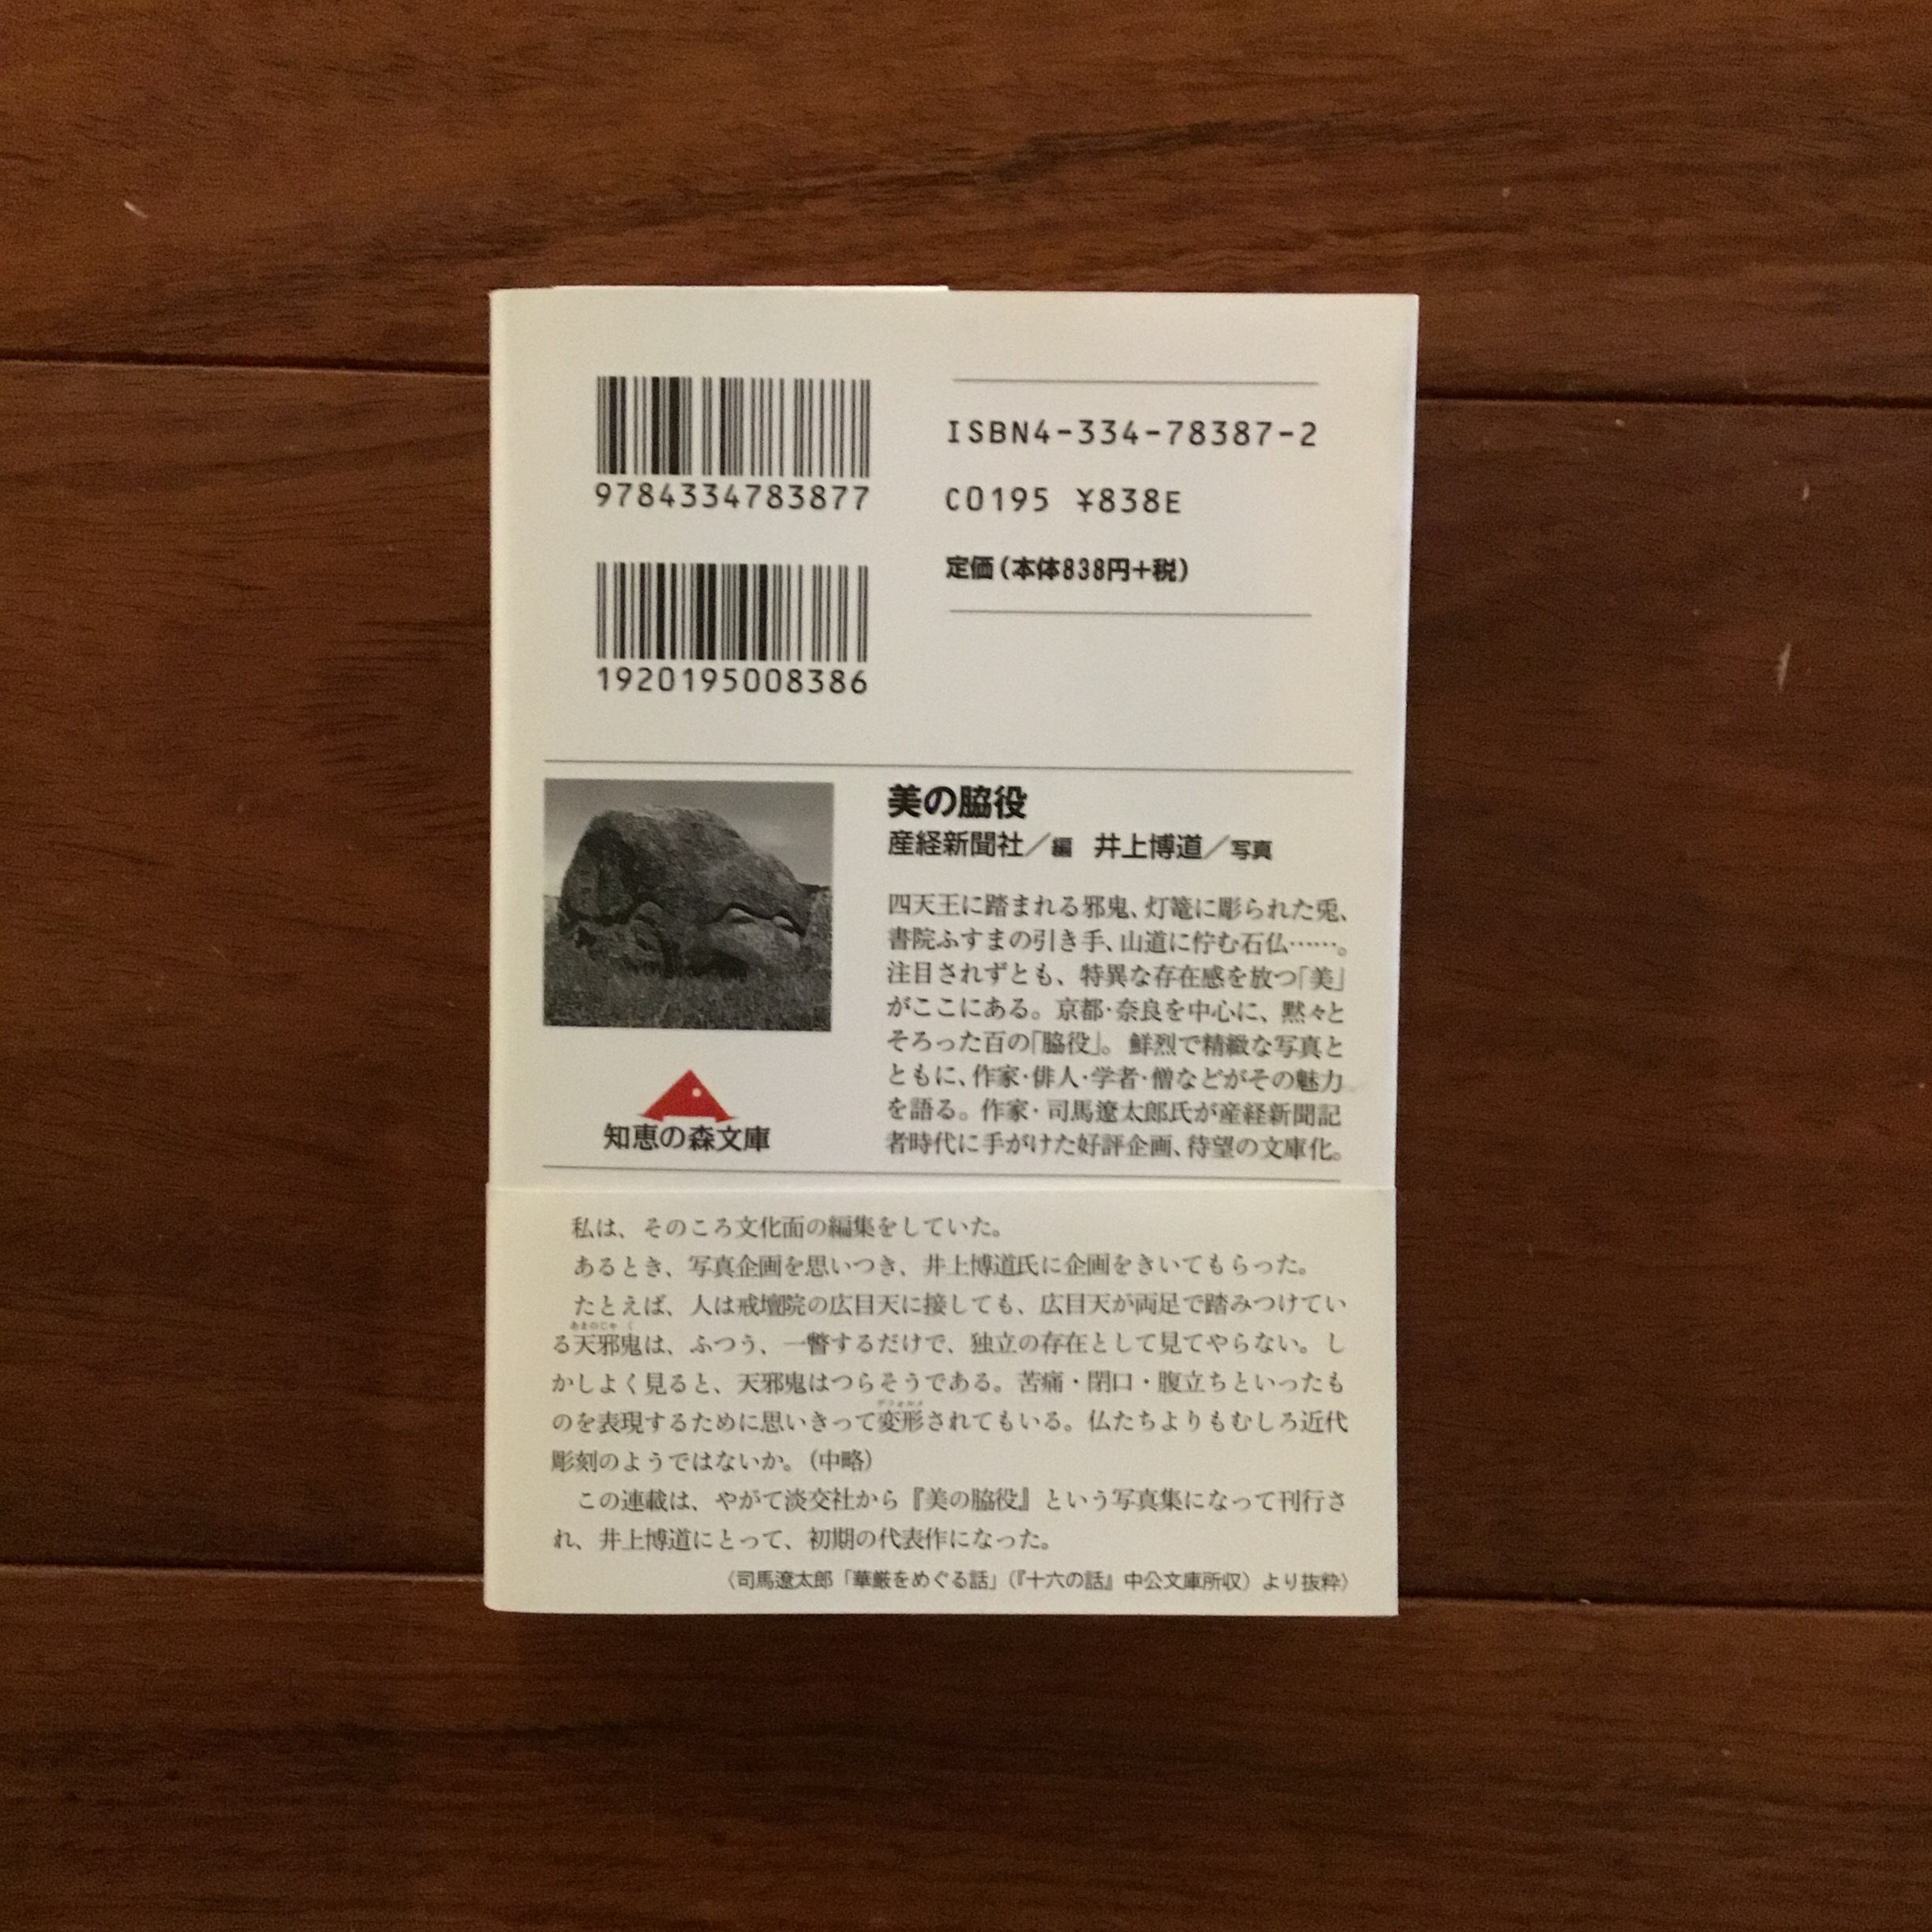 9784334783877
1920195008386
ISBN4-334-78387-2
C0195 ¥838E
定価(本体838円+税)
美の脇役
産経新聞社/編 井上博道/写真
四天王に踏まれる邪鬼、灯篭に彫られた兎、
書院ふすまの引き手、山道に佇む石仏……。
注目されずとも、特異な存在感を放つ「美」
がここにある。京都・奈良を中心に、黙々と
そろった百の「脇役」。鮮烈で精緻な写真と
ともに、作家・俳人・学者・僧などがその魅力
を語る。作家・司馬遼太郎氏が産経新聞記
者時代に手がけた好評企画、待望の文庫化。
知恵の森文庫
私は、そのころ文化面の編集をしていた。
あるとき、写真企画を思いつき、井上博道氏に企画をきいてもらった。
たとえば、人は戒壇院の広目天に接しても、広目天が両足で踏みつけてい
あまのじゃく
る天邪鬼は、ふつう、一瞥するだけで、独立の存在として見てやらない。し
かしよく見ると、天邪鬼はつらそうである。苦痛・閉口・腹立ちといったも
デフォルメ
のを表現するために思いきって変形されてもいる。仏たちよりもむしろ近代
彫刻のようではないか。(中略)
この連載は、やがて淡交社から『美の脇役』という写真集になって刊行さ
れ、井上博道にとって、初期の代表作になった。
〈司馬遼太郎「華厳をめぐる話」(『十六の話』中公文庫所収)より抜粋〉